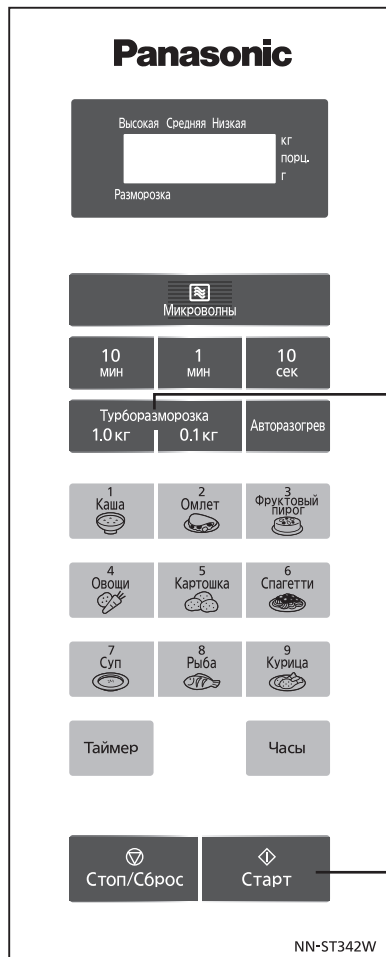 Panasonic
Высокая Средняя Низкая
кг
порц.
г
Разморозка
Микроволны
10 мин
1 мин
10 сек
Турборазморозка
1.0 кг 0.1 кг
Авторазогрев
1
Каша
2
Омлет
3
Фруктовый
пирог
4
Овощи
5
Картошка
6
Спагетти
7
Суп
8
Рыба
9
Курица
Таймер
Часы
Стоп/Сброс
Старт
NN-ST342W